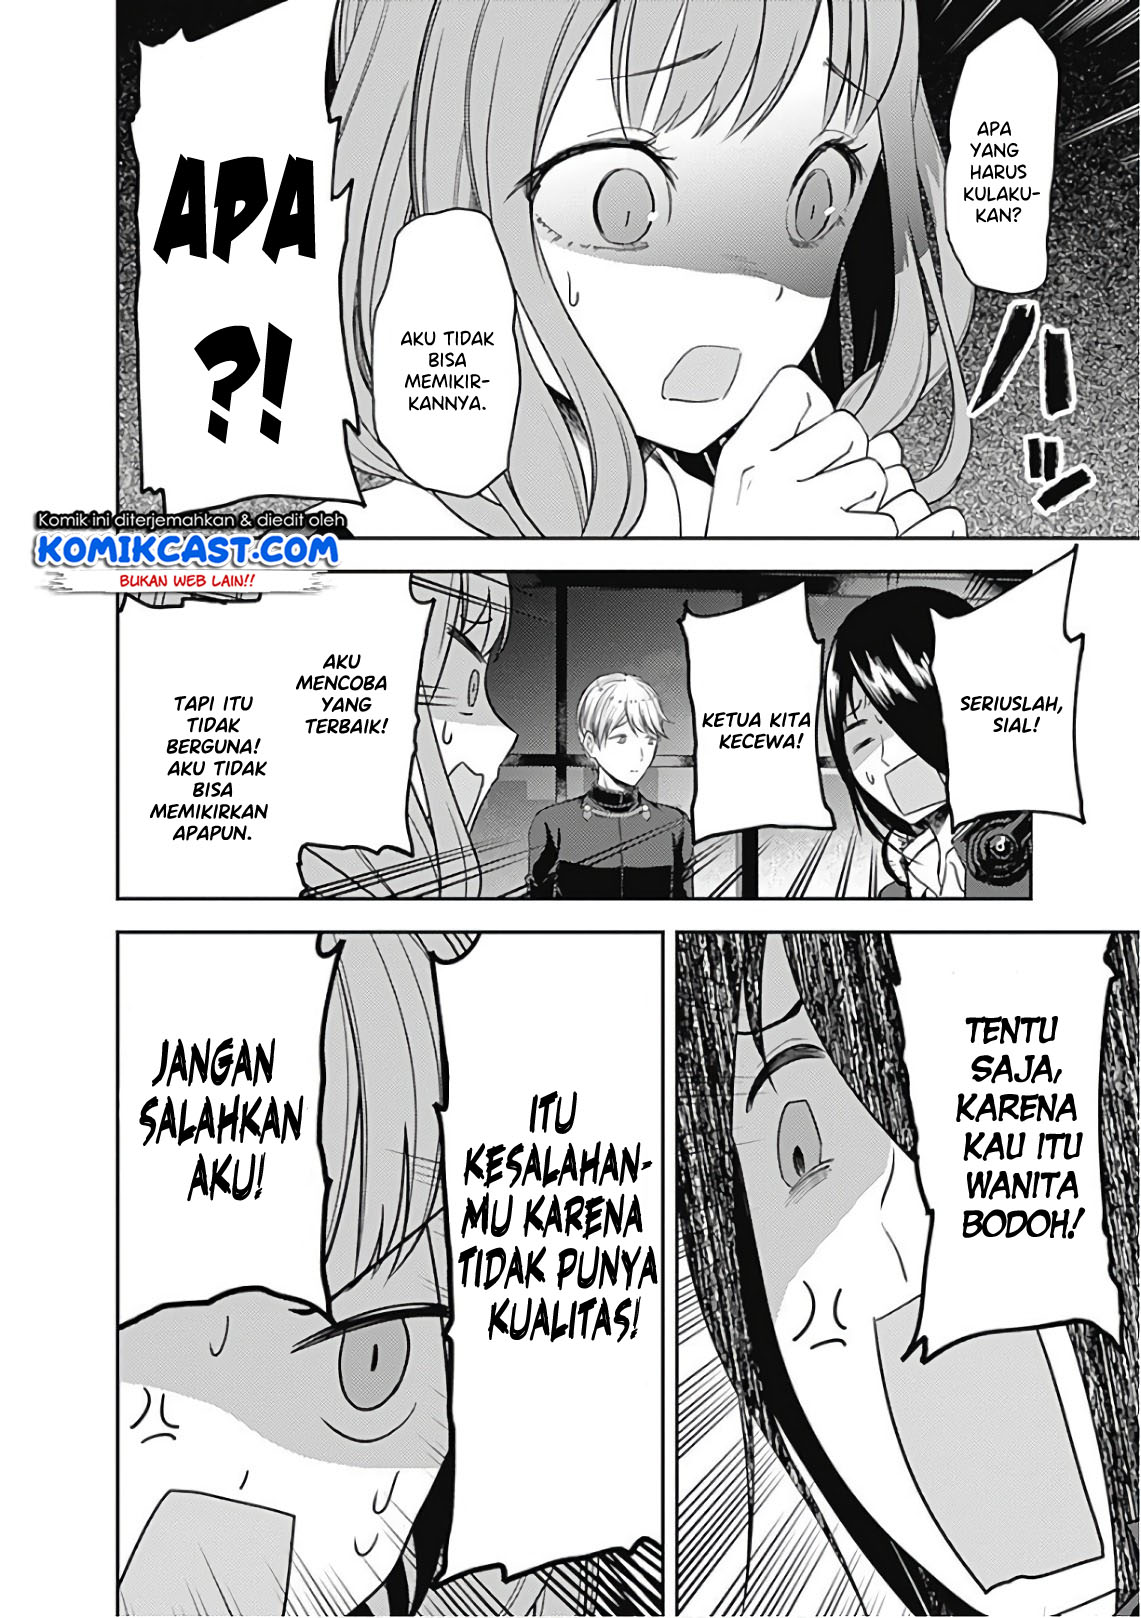 APA
YANG
HARUS
KULAKU-
KAN?
ハ
ッ
AKU TIDAK
BISA
MEMIKIR-
KANNYA.
APA
?!
Komik ini diterjemahkan & diedit oleh
KOMIKCAST.COM
BUKAN WEB LAIN!!
SERIUSLAH,
SIAL!
KETUA KITA
KECEWA!
AKU
MENCOBA
YANG
TERBAIK!
TAPI ITU
TIDAK
BERGUNA!
AKU TIDAK
BISA
MEMIKIRKAN
APAPUN.
TENTU
SAJA,
KARENA
KAU ITU
WANITA
BODOH!
ITU
KESALAHAN-
MU KARENA
TIDAK PUNYA
KUALITAS!
JANGAN
SALAHKAN
AKU!